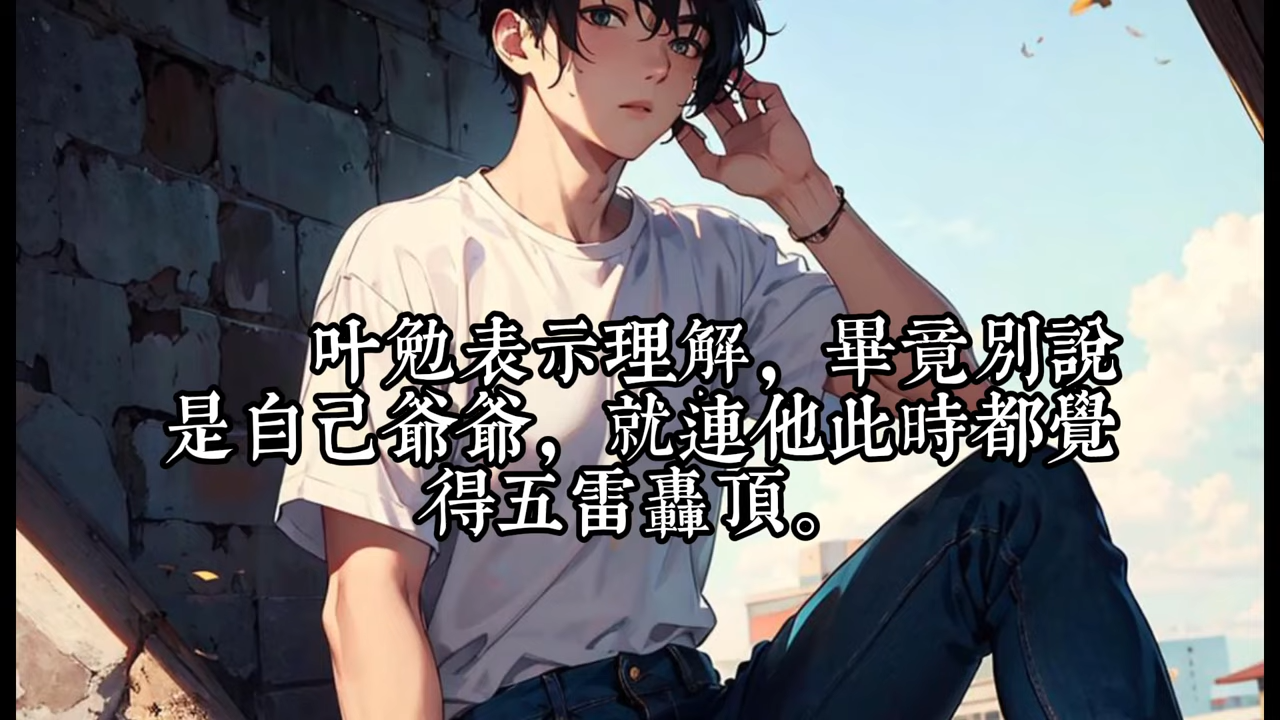 叶勉表示理解，畢竟別說
是自己爺爺，就連他此時都覺
得五雷轟頂。